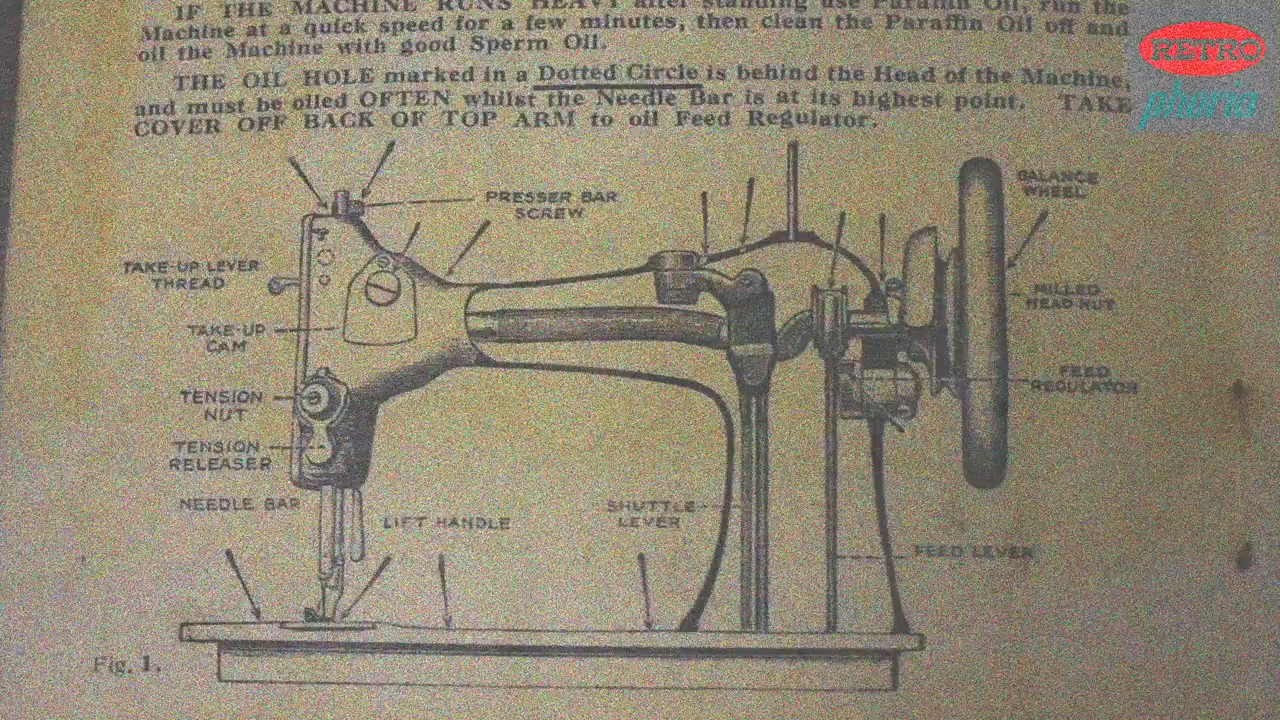 IF THE MACHINE RUNS HEAVY after standing use Paraffin Oil, run the
Machine at a quick speed for a few minutes, then clean the Paraffin Oil off and
oil the Machine with good Sperm Oil.
THE OIL HOLE marked in a Dotted Circle is behind the Head of the Machine,
and must be oiled OFTEN whilst the Needle Bar is at its highest point. TAKE
COVER OFF BACK OF TOP ARM to oil Feed Regulator.
RETRO
phoria
PRESSER BAR
SCREW
BALANCE
WHEEL
TAKE-UP LEVER
THREAD
MILLED
HEAD NUT
TAKE-UP
CAM
FEED
REGULATOR
TENSION
NUT
TENSION
RELEASER
NEEDLE BAR
LIFT HANDLE
SHUTTLE
LEVER
FEED LEVER
Fig. 1.